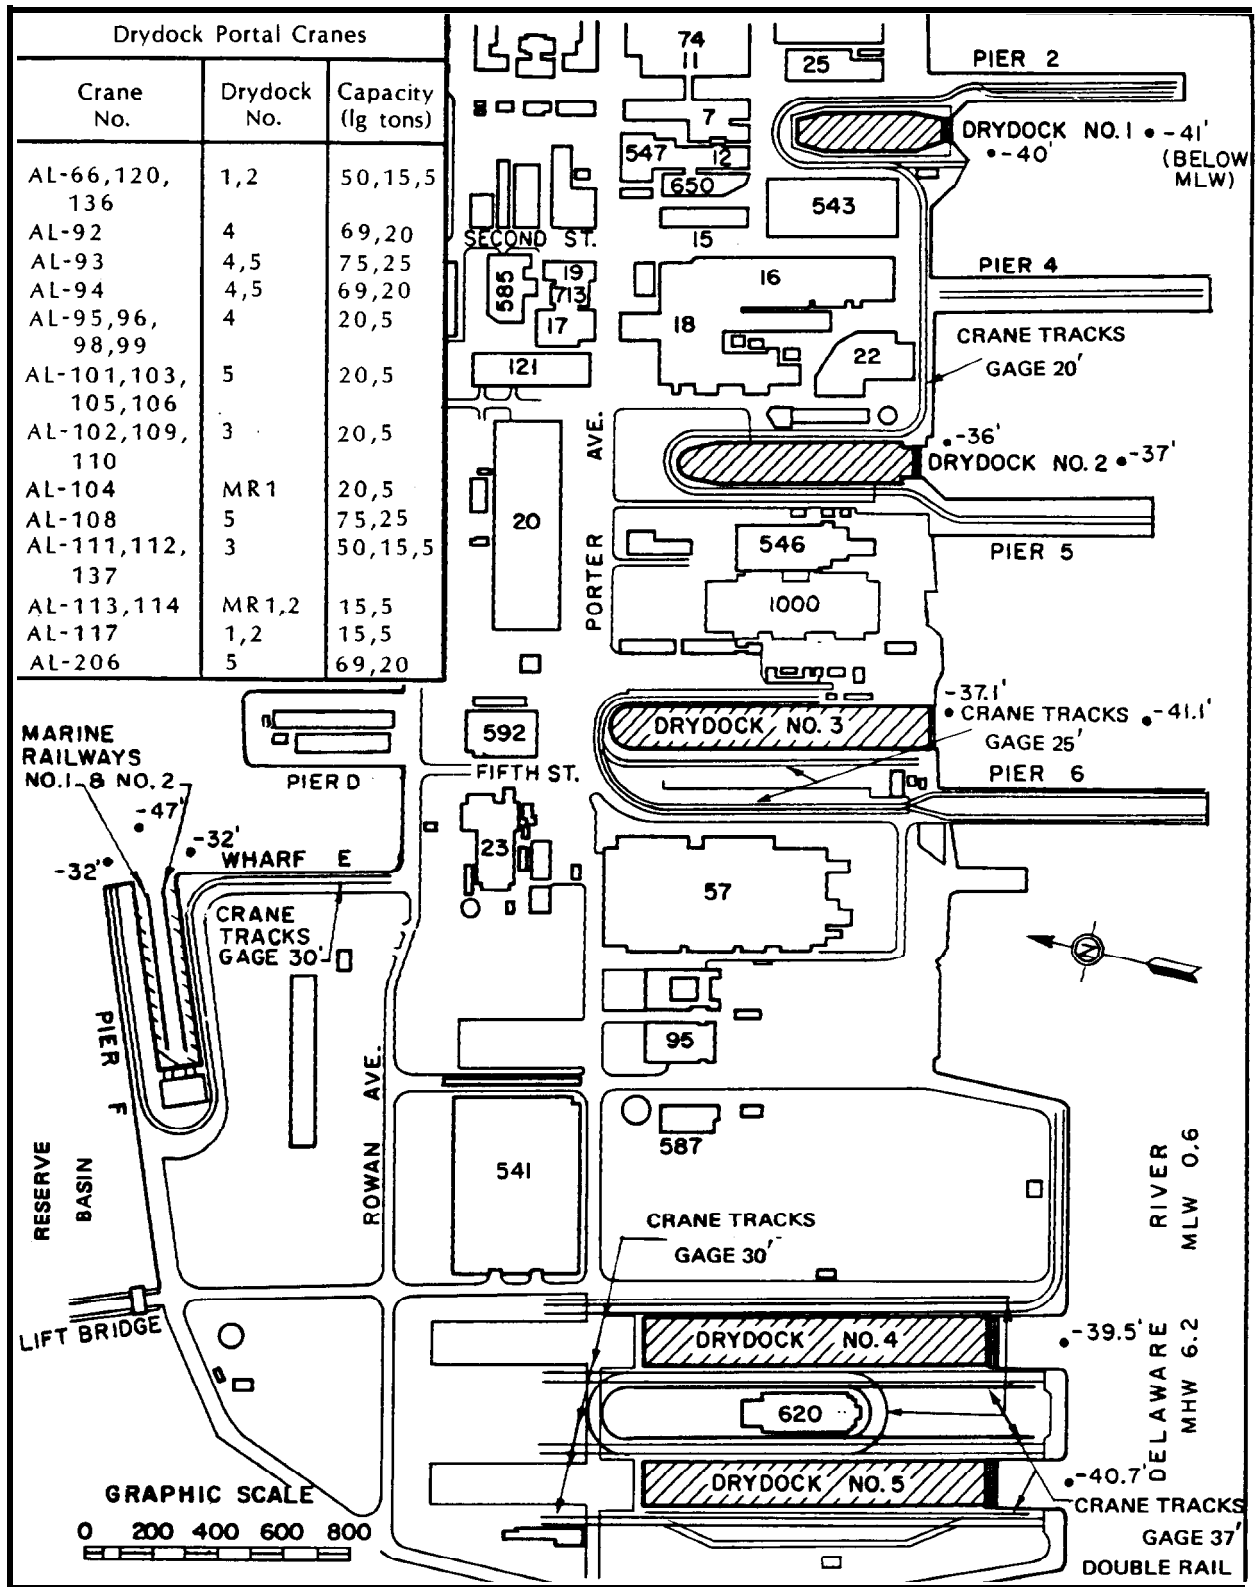 Drydock Portal Cranes
Crane No. Drydock No. Capacity (lg tons)
AL-66,120, 136 1,2 50,15,5
AL-92 4 69,20
AL-93 4,5 75,25
AL-94 4,5 69,20
AL-95,96, 98,99 4 20,5
AL-101,103, 105,106 5 20,5
AL-102,109, 110 3 20,5
AL-104 MR1 20,5
AL-108 5 75,25
AL-111,112, 137 3 50,15,5
AL-113,114 MR1,2 15,5
AL-117 1,2 15,5
AL-206 5 69,20
74
11
25
PIER 2
7
DRYDOCK NO. 1 -41'
(BELOW
MLW)
-40'
547
12
650
543
15
SECOND ST.
585
19
713
17
16
18
PIER 4
CRANE TRACKS
GAGE 20'
22
121
PORTER AVE.
-36'
DRYDOCK NO. 2 -37'
20
546
PIER 5
1000
-37.1'
DRYDOCK NO. 3
CRANE TRACKS
GAGE 25'
-41.1'
592
FIFTH ST.
PIER 6
MARINE
RAILWAYS
NO.1 & NO. 2
PIER D
-47'
-32'
-32'
WHARF E
23
57
CRANE
TRACKS
GAGE 30'
N
PIER F
95
ROWAN AVE.
587
541
RESERVE
BASIN
RIVER
MLW 0.6
CRANE TRACKS
GAGE 30'
LIFT BRIDGE
DRYDOCK NO. 4
-39.5'
DELAWARE
MHW 6.2
620
DRYDOCK NO. 5
-40.7'
CRANE TRACKS
GAGE 37'
DOUBLE RAIL
GRAPHIC SCALE
0 200 400 600 800